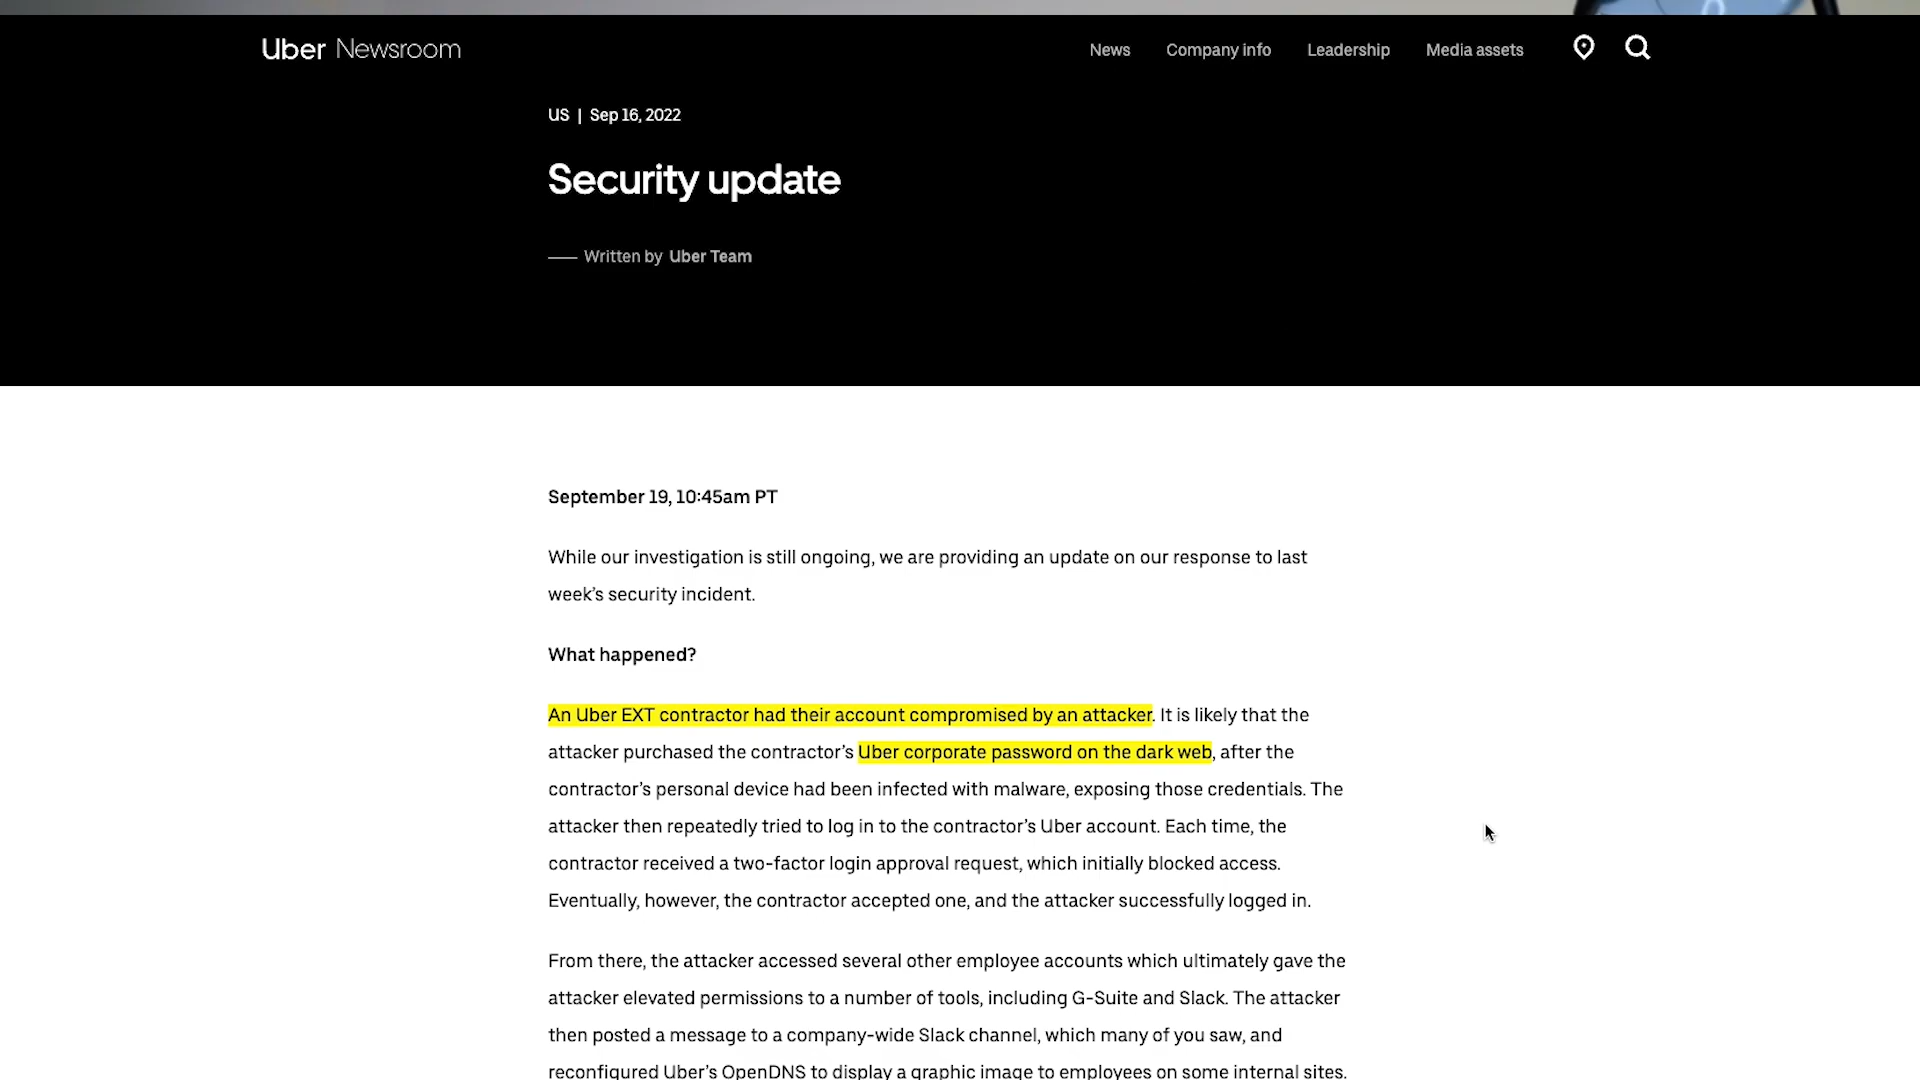 Uber Newsroom
News Company info Leadership Media assets
US | Sep 16, 2022
Security update
Written by Uber Team
September 19, 10:45am PT
While our investigation is still ongoing, we are providing an update on our response to last
week’s security incident.
What happened?
An Uber EXT contractor had their account compromised by an attacker. It is likely that the
attacker purchased the contractor’s Uber corporate password on the dark web, after the
contractor’s personal device had been infected with malware, exposing those credentials. The
attacker then repeatedly tried to log in to the contractor’s Uber account. Each time, the
contractor received a two-factor login approval request, which initially blocked access.
Eventually, however, the contractor accepted one, and the attacker successfully logged in.
From there, the attacker accessed several other employee accounts which ultimately gave the
attacker elevated permissions to a number of tools, including G-Suite and Slack. The attacker
then posted a message to a company-wide Slack channel, which many of you saw, and
reconfigured Uber’s OpenDNS to display a graphic image to employees on some internal sites.